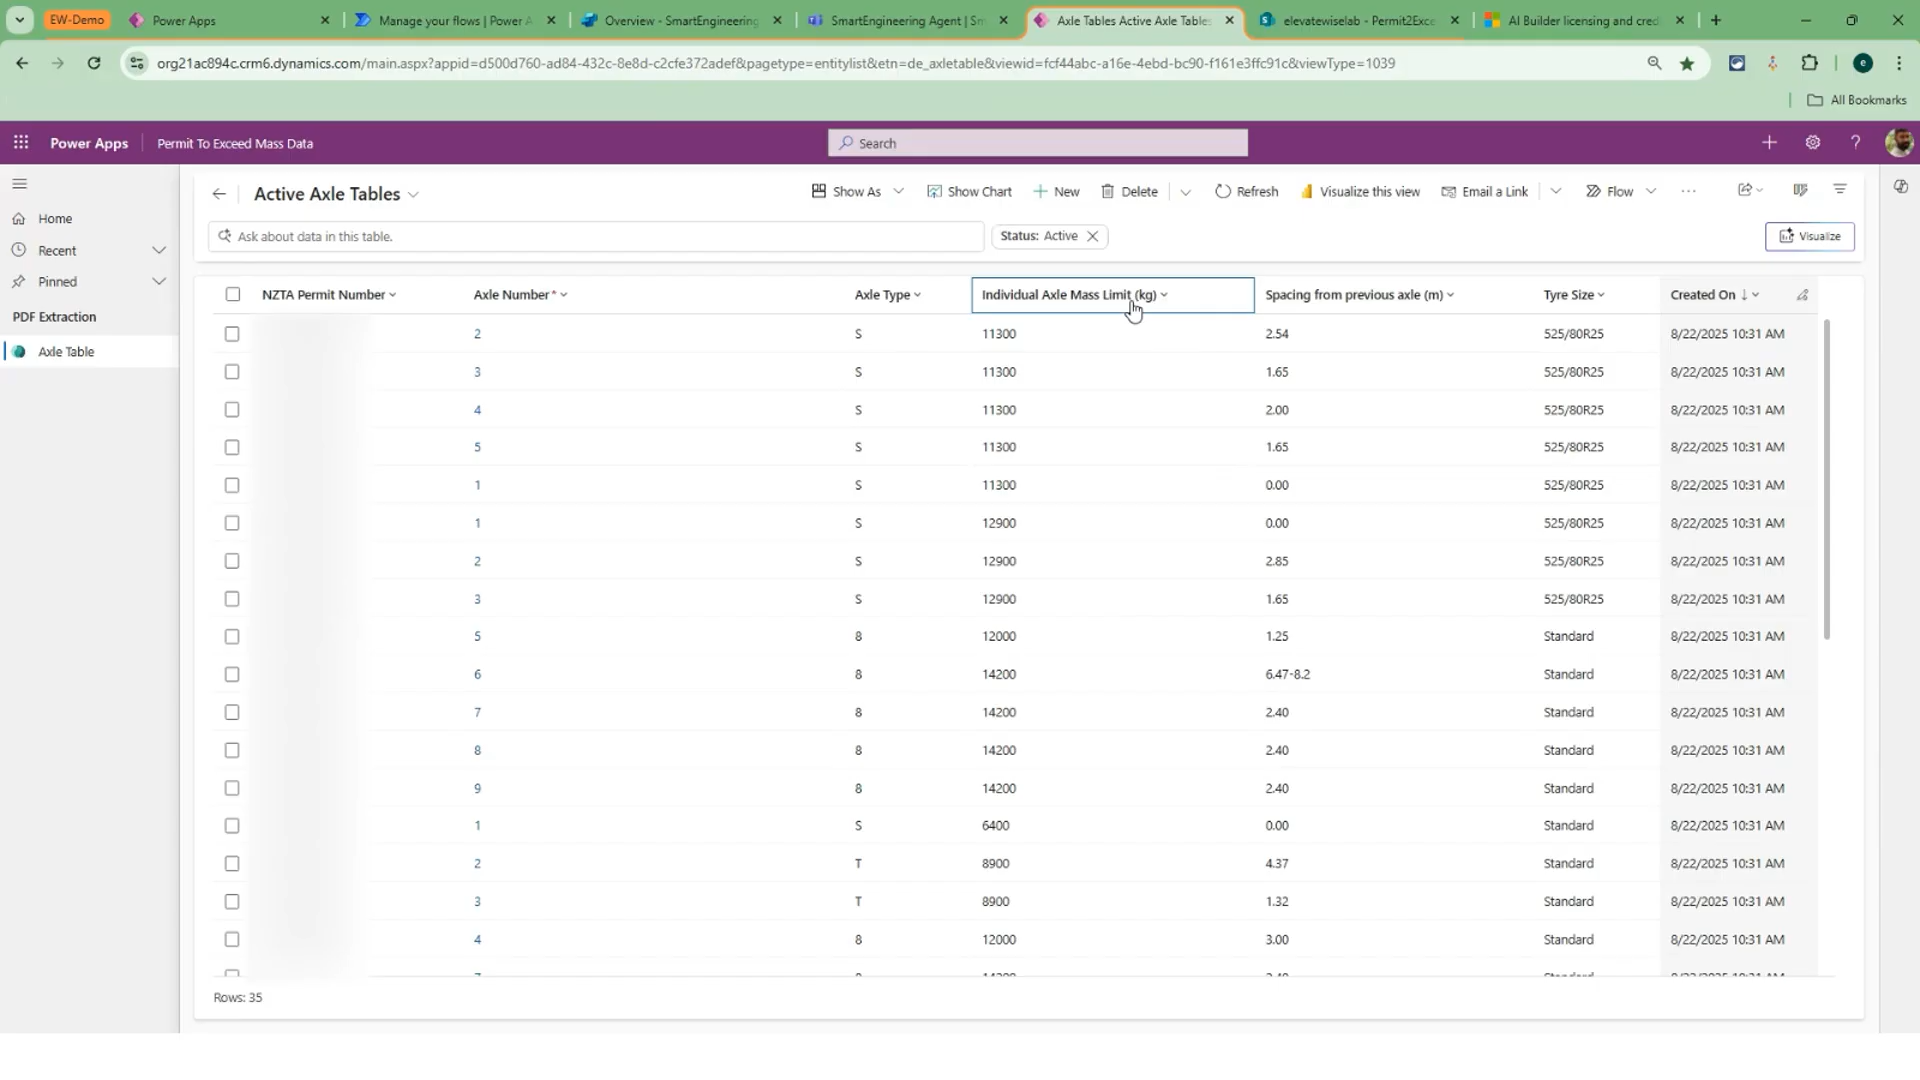 EW-Demo
Power Apps
Manage your flows | Power A
Overview - SmartEngineering
SmartEngineering Agent | Sm
Axle Tables Active Axle Tables
elevatewiselab - Permit2Exce
AI Builder licensing and cred
org21ac894c.crm6.dynamics.com/main.aspx?appid=d500d760-ad84-432c-8e8d-c2cfe372adef&pagetype=entitylist&etn=de_axletable&viewid=fcf44abc-a16e-4ebd-bc90-f161e3ffc91c&viewType=1039
e
All Bookmarks
Power Apps
Permit To Exceed Mass Data
Search
Home
Recent
Pinned
PDF Extraction
Axle Table
Active Axle Tables
Show As
Show Chart
New
Delete
Refresh
Visualize this view
Email a Link
Flow
Ask about data in this table.
Status: Active
Visualize
NZTA Permit Number Axle Number* Axle Type Individual Axle Mass Limit (kg) Spacing from previous axle (m) Tyre Size Created On
2 S 11300 2.54 525/80R25 8/22/2025 10:31 AM
3 S 11300 1.65 525/80R25 8/22/2025 10:31 AM
4 S 11300 2.00 525/80R25 8/22/2025 10:31 AM
5 S 11300 1.65 525/80R25 8/22/2025 10:31 AM
1 S 11300 0.00 525/80R25 8/22/2025 10:31 AM
1 S 12900 0.00 525/80R25 8/22/2025 10:31 AM
2 S 12900 2.85 525/80R25 8/22/2025 10:31 AM
3 S 12900 1.65 525/80R25 8/22/2025 10:31 AM
5 8 12000 1.25 Standard 8/22/2025 10:31 AM
6 8 14200 6.47-8.2 Standard 8/22/2025 10:31 AM
7 8 14200 2.40 Standard 8/22/2025 10:31 AM
8 8 14200 2.40 Standard 8/22/2025 10:31 AM
9 8 14200 2.40 Standard 8/22/2025 10:31 AM
1 S 6400 0.00 Standard 8/22/2025 10:31 AM
2 T 8900 4.37 Standard 8/22/2025 10:31 AM
3 T 8900 1.32 Standard 8/22/2025 10:31 AM
4 8 12000 3.00 Standard 8/22/2025 10:31 AM
Rows: 35